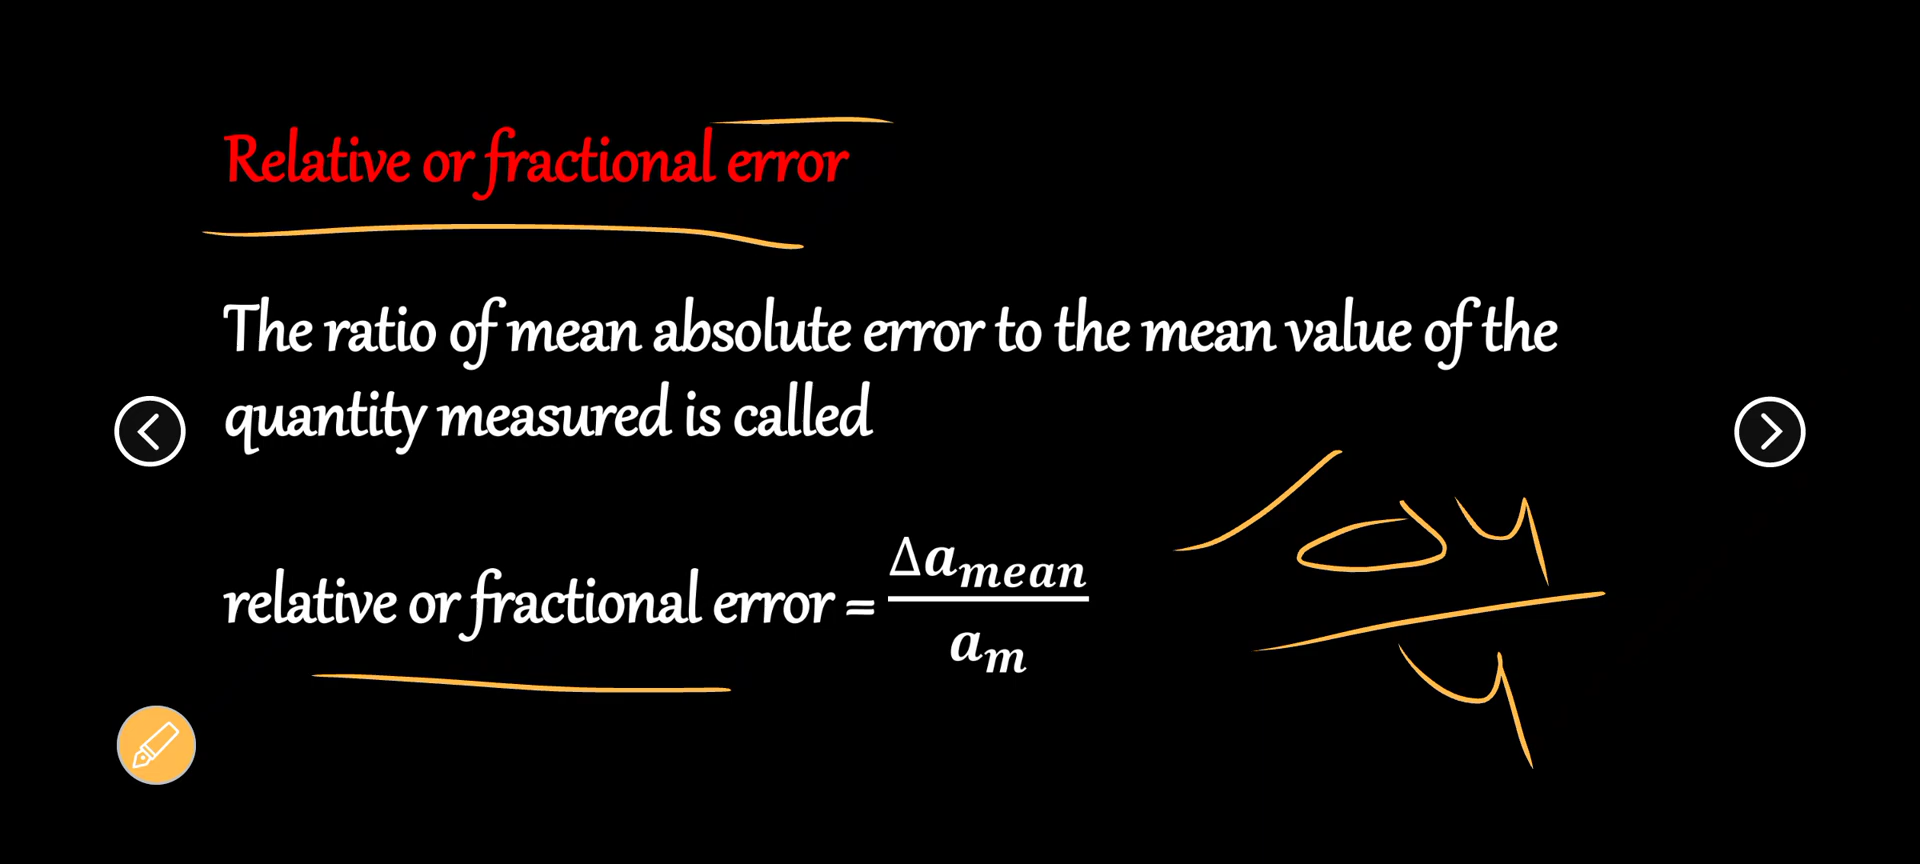 Relative or fractional error
The ratio of mean absolute error to the mean value of the
quantity measured is called
relative or fractional error = Δa_mean / a_m